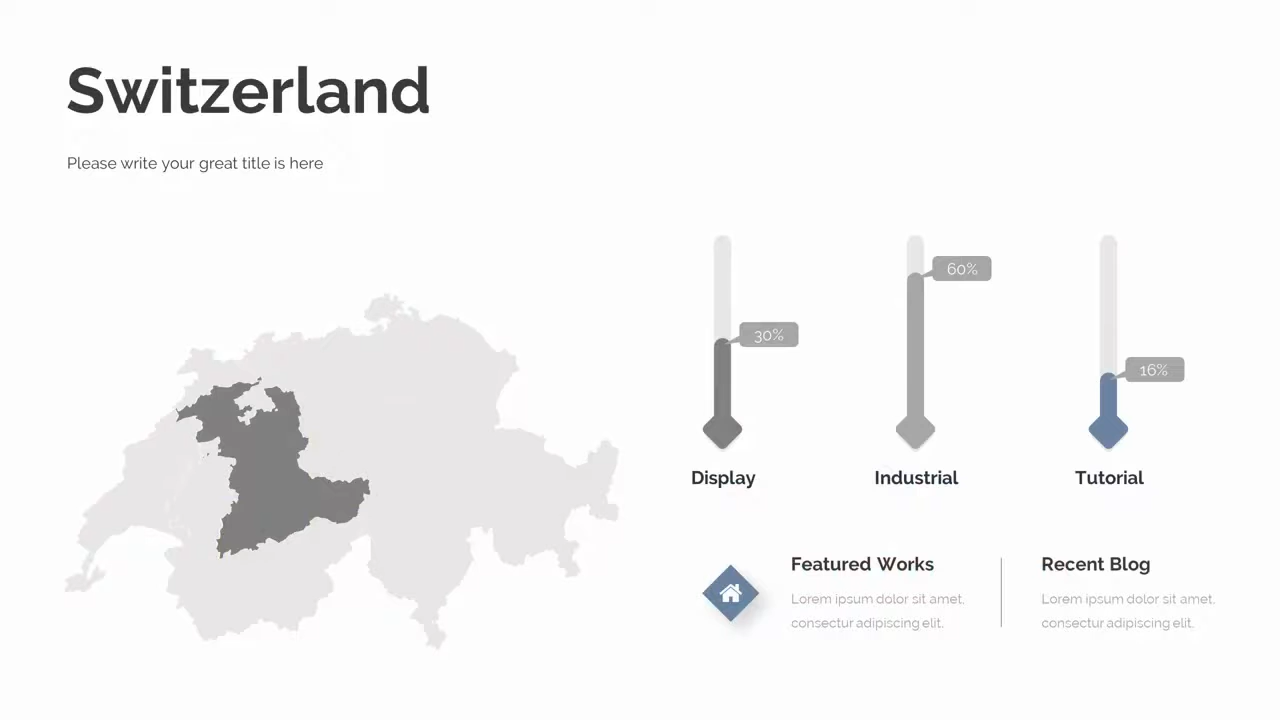 Switzerland
Please write your great title is here
60%
30%
16%
Display
Industrial
Tutorial
Featured Works
Lorem ipsum dolor sit amet,
consectur adipiscing elit.
Recent Blog
Lorem ipsum dolor sit amet,
consectur adipiscing elit.